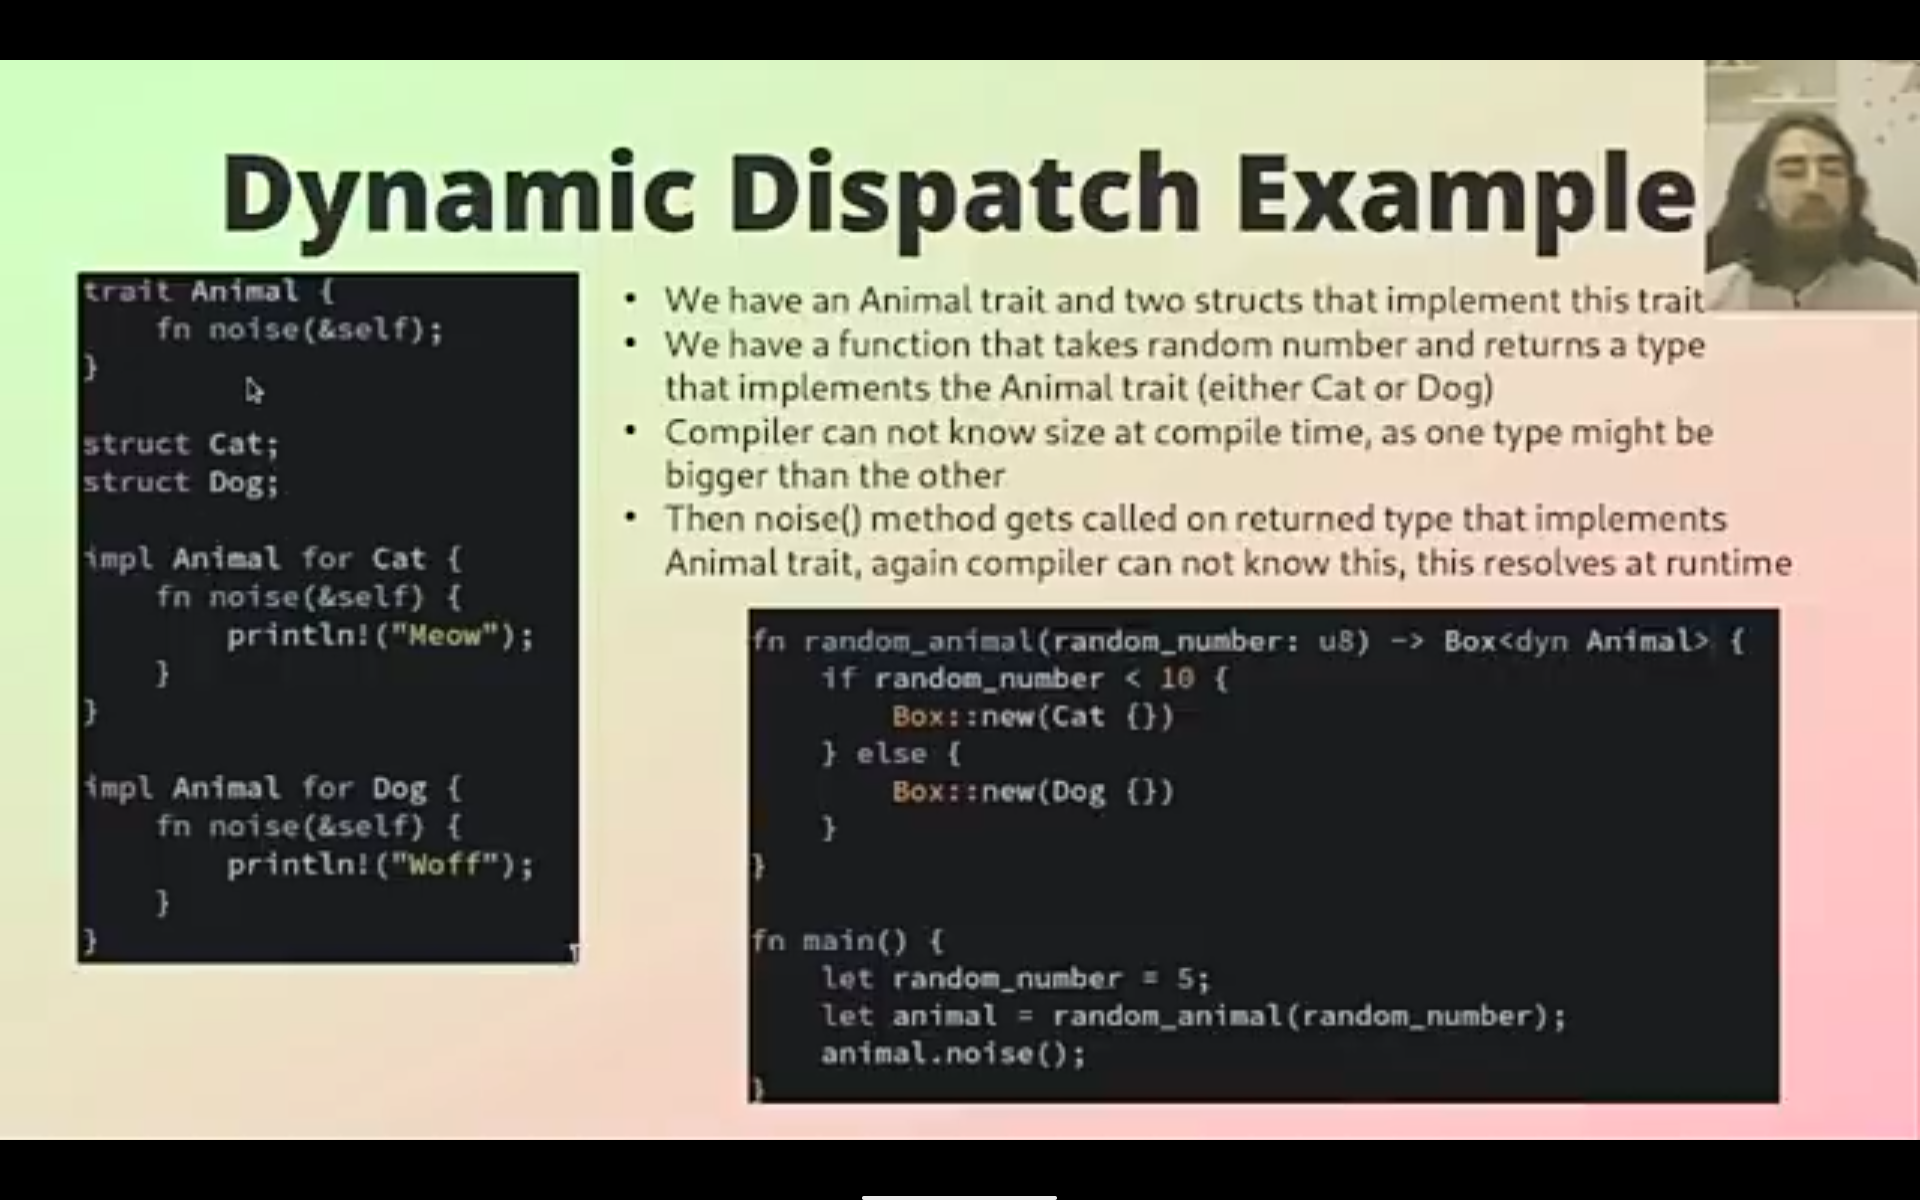 Dynamic Dispatch Example
trait Animal {
    fn noise(&self);
}
struct Cat;
struct Dog;
impl Animal for Cat {
    fn noise(&self) {
        println!("Meow");
    }
}
impl Animal for Dog {
    fn noise(&self) {
        println!("Woff");
    }
}
• We have an Animal trait and two structs that implement this trait
• We have a function that takes random number and returns a type
that implements the Animal trait (either Cat or Dog)
• Compiler can not know size at compile time, as one type might be
bigger than the other
• Then noise() method gets called on returned type that implements
Animal trait, again compiler can not know this, this resolves at runtime
fn random_animal(random_number: u8) -> Box<dyn Animal> {
    if random_number < 10 {
        Box::new(Cat {})
    } else {
        Box::new(Dog {})
    }
}
fn main() {
    let random_number = 5;
    let animal = random_animal(random_number);
    animal.noise();
}